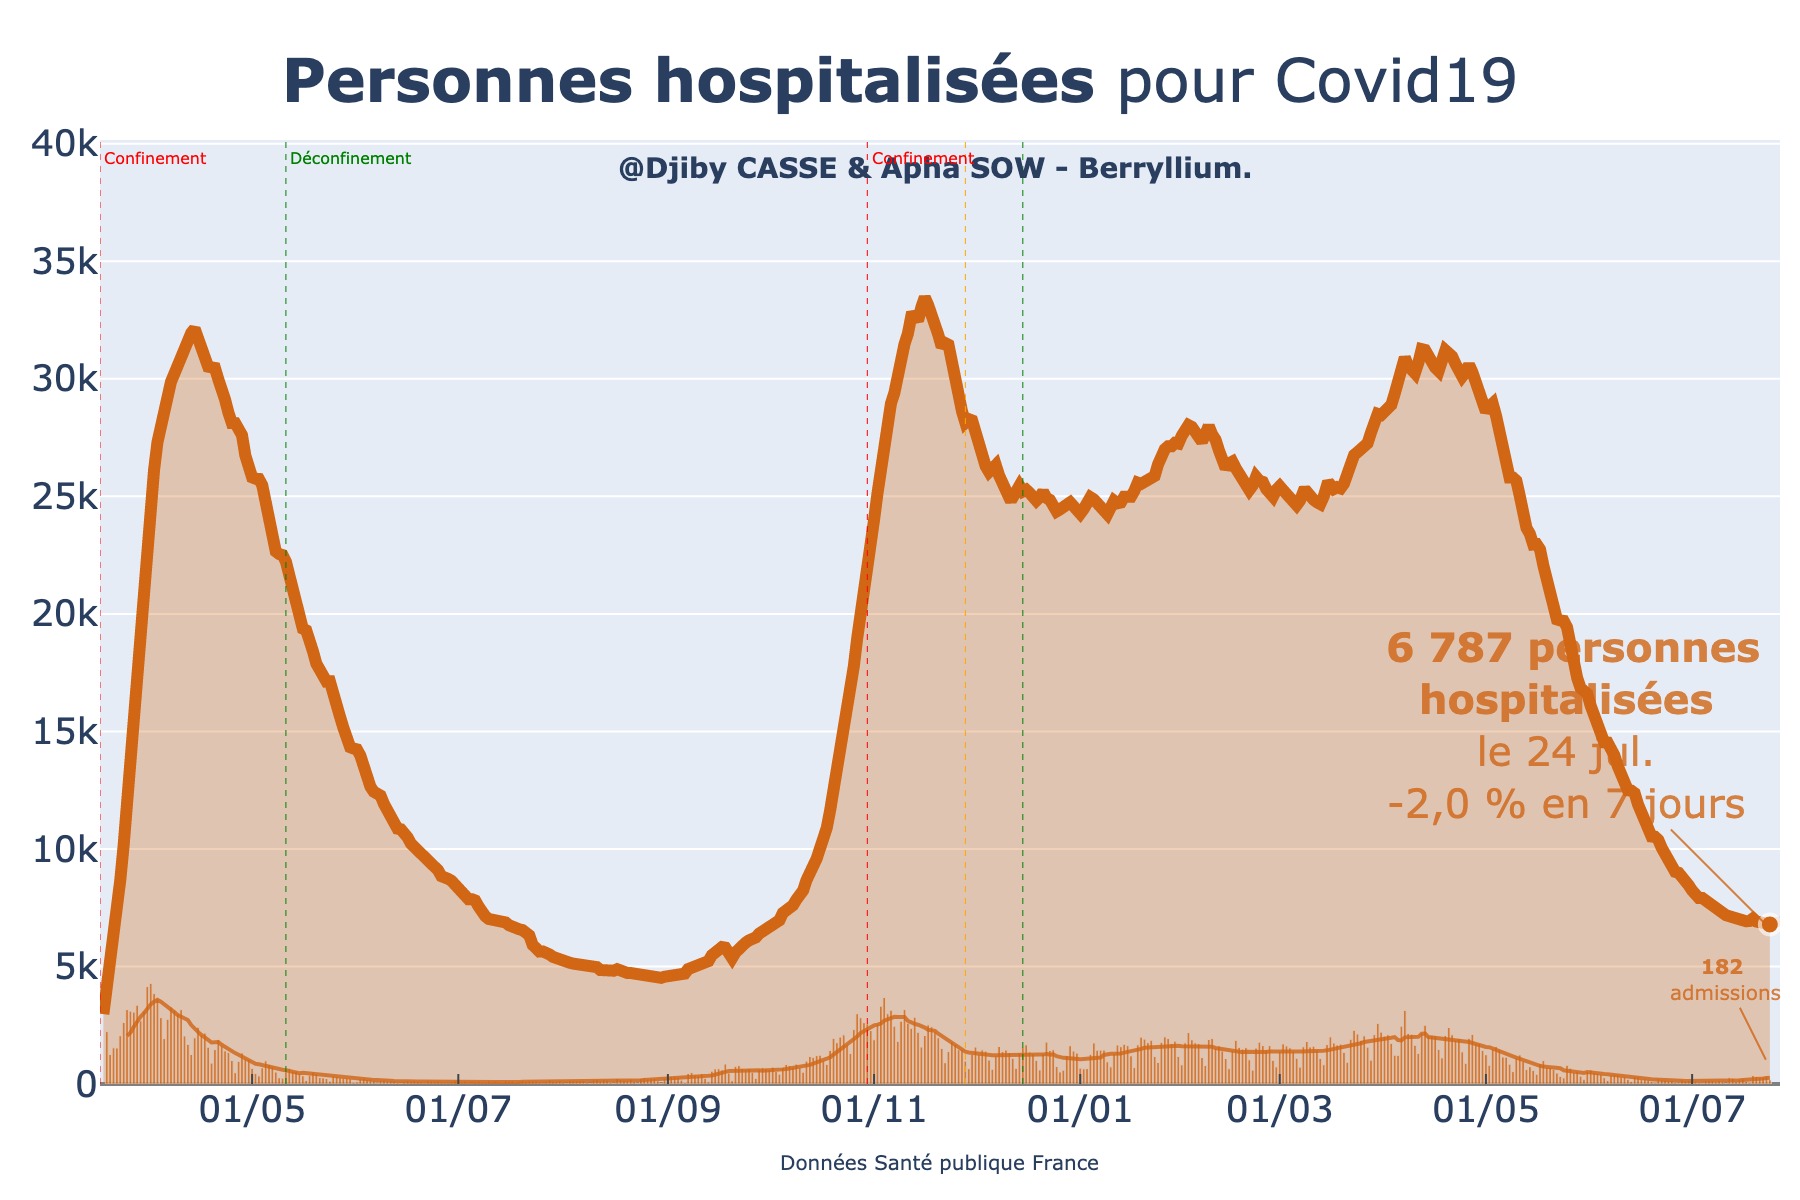 Personnes hospitalisées pour Covid19
40k
Confinement
Déconfinement
Confinement
@Djiby CASSE & Apha SOW - Berryllium.
35k
30k
25k
20k
6 787 personnes
hospitalisées
le 24 jul.
-2,0 % en 7 jours
15k
10k
5k
182
admissions
0
01/05
01/07
01/09
01/11
01/01
01/03
01/05
01/07
Données Santé publique France